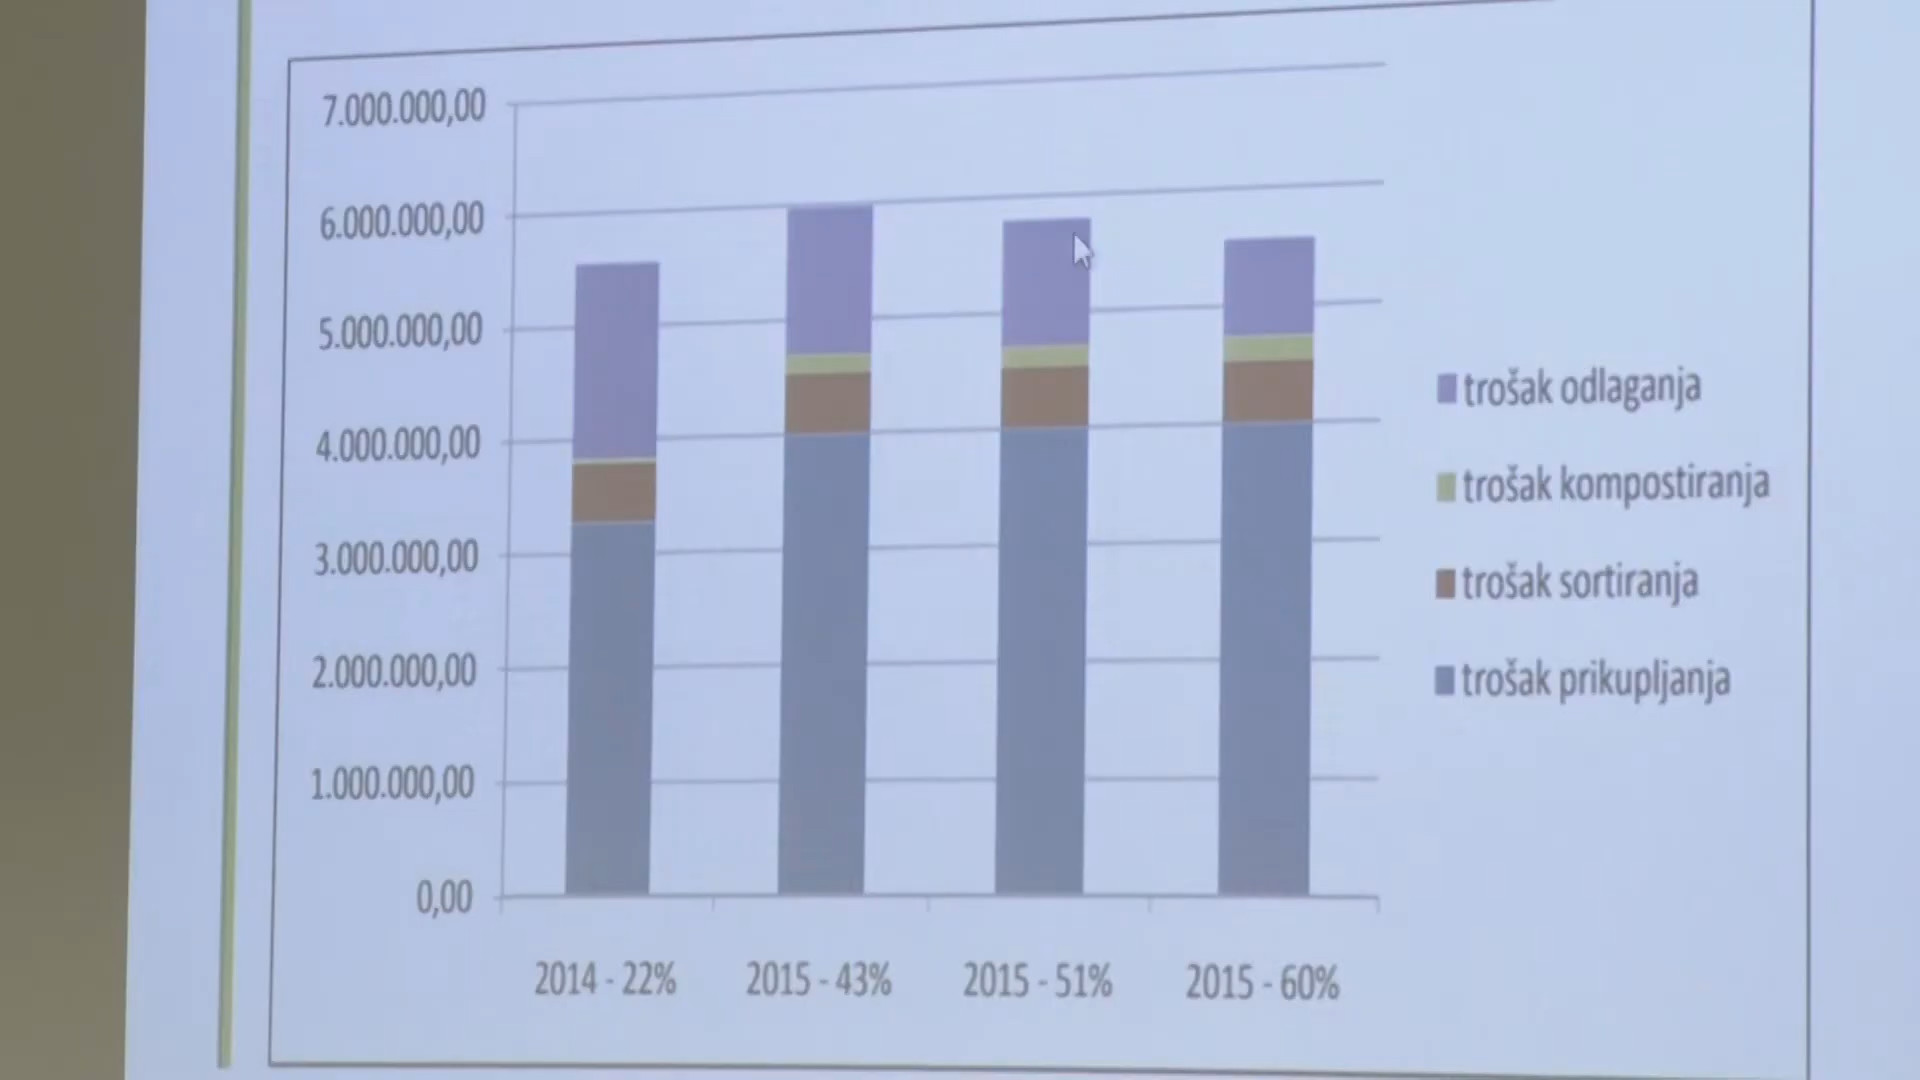 7.000.000,00
6.000.000,00
5.000.000,00
4.000.000,00
3.000.000,00
2.000.000,00
1.000.000,00
0,00
2014 - 22%
2015 - 43%
2015 - 51%
2015 - 60%
trošak odlaganja
trošak kompostiranja
trošak sortiranja
trošak prikupljanja